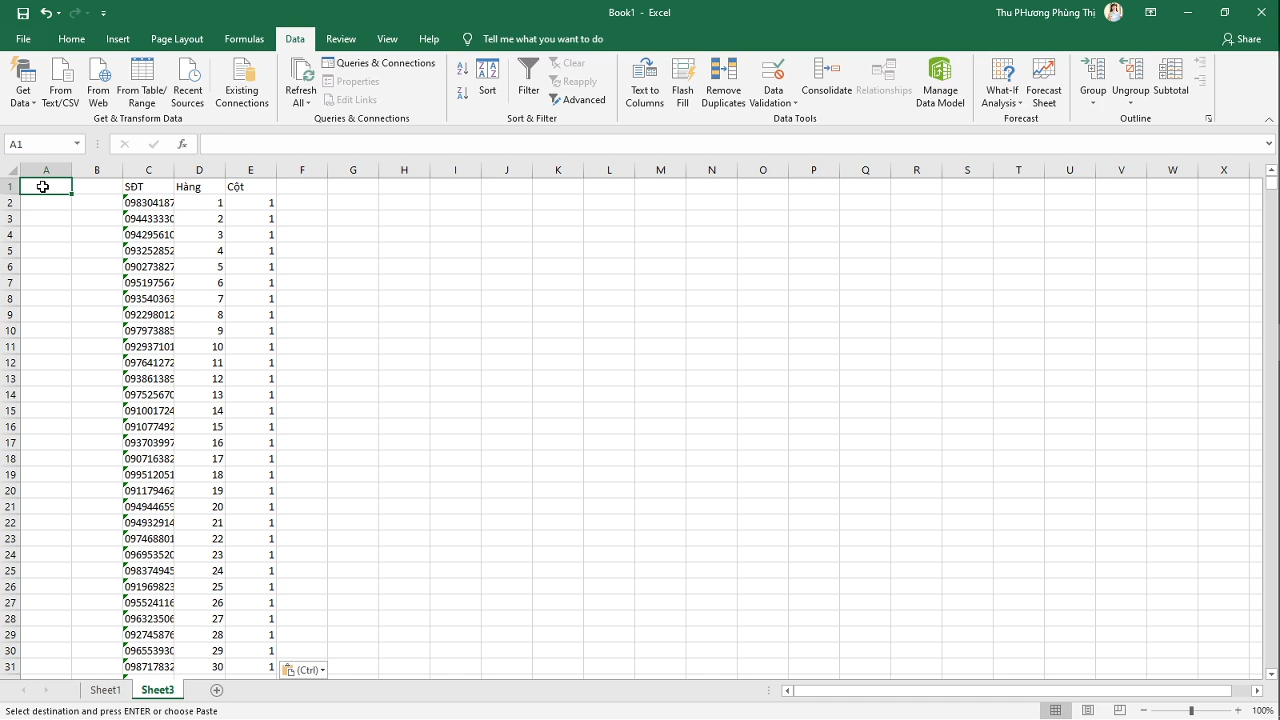 Book1 - Excel
Thu PHương Phùng Thị
File Home Insert Page Layout Formulas Data Review View Help Tell me what you want to do Share
Get Data From Text/CSV From Web From Table/Range Recent Sources Existing Connections
Get & Transform Data
Refresh All Queries & Connections Properties Edit Links
Queries & Connections
Sort Filter Clear Reapply Advanced
Sort & Filter
Text to Columns Flash Fill Remove Duplicates Data Validation Consolidate Relationships Manage Data Model
Data Tools
What-If Analysis Forecast Sheet
Forecast
Group Ungroup Subtotal
Outline
A1 fx
A B C D E F G H I J K L M N O P Q R S T U V W X
1 SĐT Hàng Cột
2 098304187 1 1
3 094433330 2 1
4 094295610 3 1
5 093252852 4 1
6 090273827 5 1
7 095197567 6 1
8 093540363 7 1
9 092298012 8 1
10 097973885 9 1
11 092937101 10 1
12 097641272 11 1
13 093861389 12 1
14 097525670 13 1
15 091001724 14 1
16 091077492 15 1
17 093703997 16 1
18 090716382 17 1
19 099512051 18 1
20 091179462 19 1
21 094944659 20 1
22 094932914 21 1
23 097468801 22 1
24 096953520 23 1
25 098374945 24 1
26 091969823 25 1
27 095524116 26 1
28 096323506 27 1
29 092745876 28 1
30 096553930 29 1
31 098717832 30 1 (Ctrl)
Sheet1 Sheet3
Select destination and press ENTER or choose Paste 100%